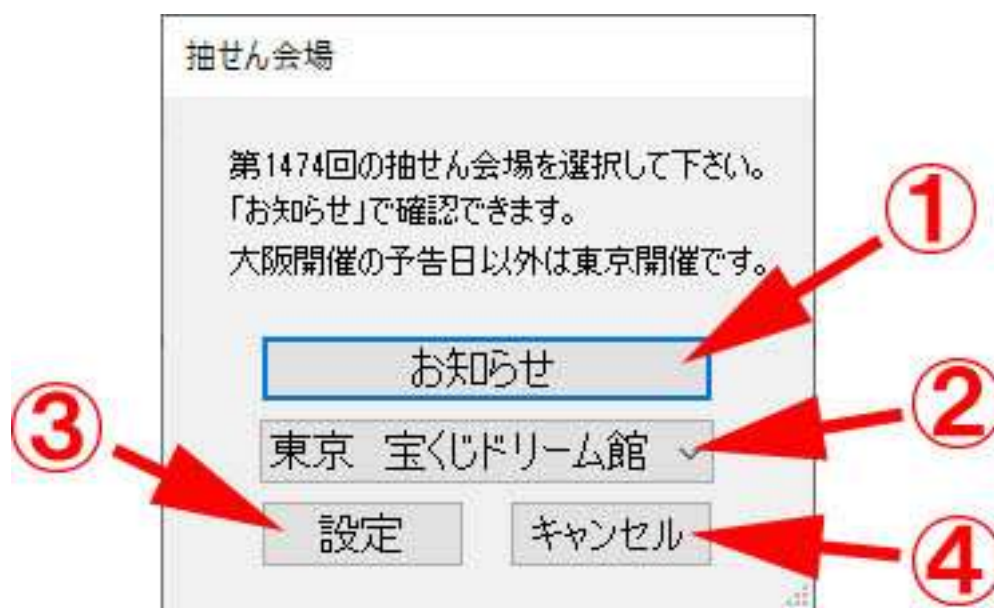 抽せん会場
第1474回の抽せん会場を選択して下さい。
「お知らせ」で確認できます。
大阪開催の予告日以外は東京開催です。
①
お知らせ
②
東京 宝くじドリーム館
③
設定
キャンセル
④